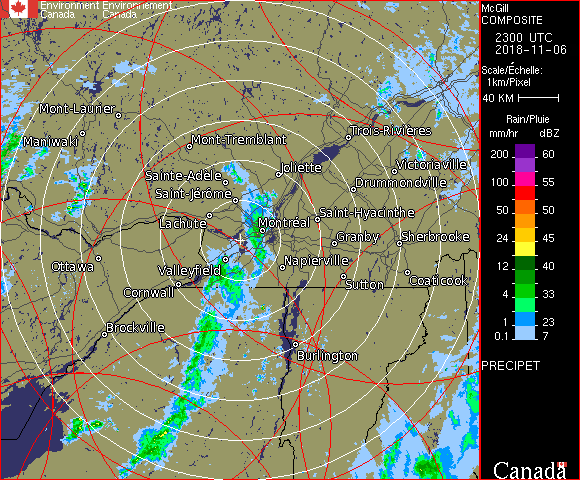 Environment Environnement
Canada Canada
Mont-Laurier
Maniwaki
Mont-Tremblant
Trois-Rivières
Sainte-Adèle
Joliette
Victoriaville
Saint-Jérôme
Drummondville
Lachute
Montréal
Saint-Hyacinthe
Granby
Sherbrooke
Ottawa
Valleyfield
Napierville
Cornwall
Sutton
Coaticook
Brockville
Burlington
McGill
COMPOSITE
2300 UTC
2018-11-06
Scale/Échelle:
1km/Pixel
40 KM
Rain/Pluie
mm/hr dBZ
200 60
100 55
50 50
24 45
12 40
4 33
1 23
0.1 7
PRECIPET
Canada